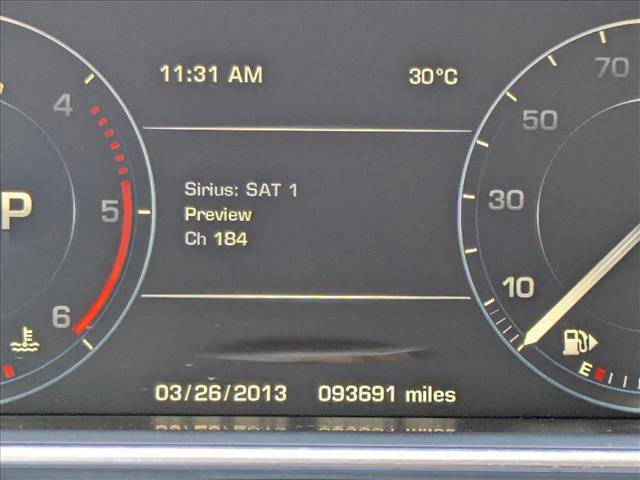 11:31 AM 30°C
4 70
50
Sirius: SAT 1
Preview
Ch 184
P 5 30
10
6
E
03/26/2013 093691 miles